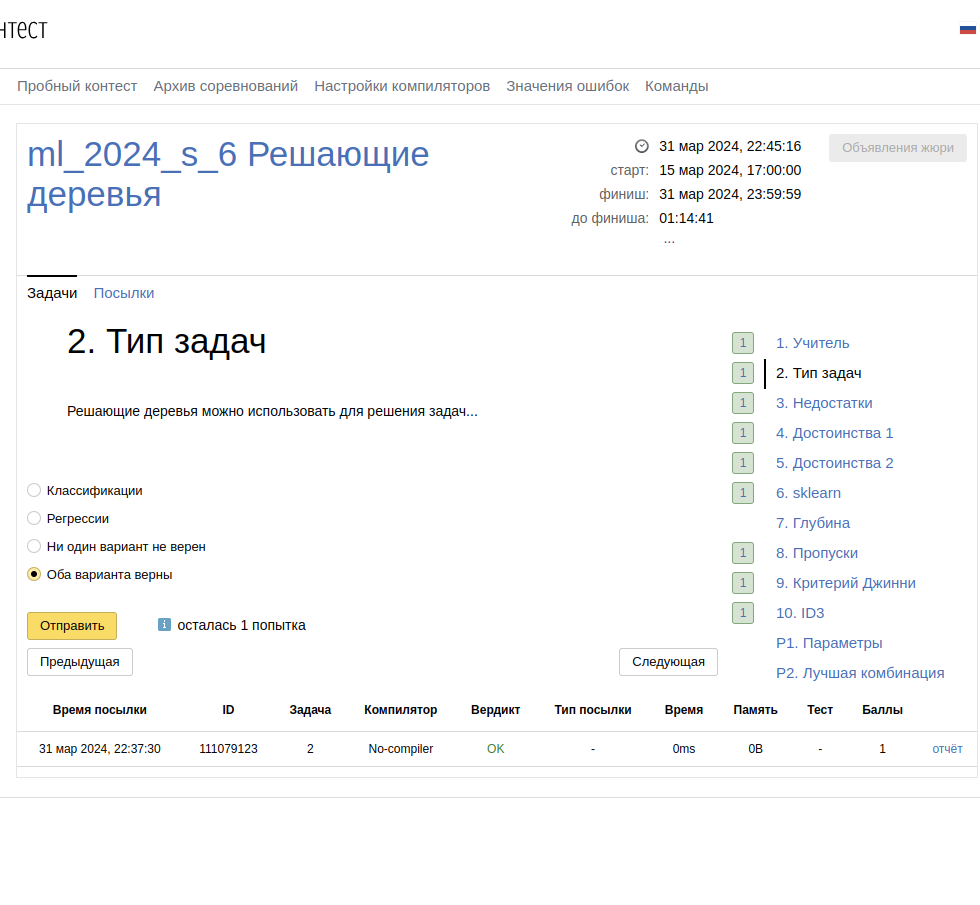 нтест
Пробный контест Архив соревнований Настройки компиляторов Значения ошибок Команды
ml_2024_s_6 Решающие
деревья
31 мар 2024, 22:45:16
старт: 15 мар 2024, 17:00:00
финиш: 31 мар 2024, 23:59:59
до финиша: 01:14:41
...
Объявления жюри
Задачи Посылки
2. Тип задач
Решающие деревья можно использовать для решения задач...
Классификации
Регрессии
Ни один вариант не верен
Оба варианта верны
Отправить i осталась 1 попытка
Предыдущая Следующая
1 1. Учитель
1 2. Тип задач
1 3. Недостатки
1 4. Достоинства 1
1 5. Достоинства 2
1 6. sklearn
7. Глубина
1 8. Пропуски
1 9. Критерий Джинни
1 10. ID3
P1. Параметры
P2. Лучшая комбинация
Время посылки ID Задача Компилятор Вердикт Тип посылки Время Память Тест Баллы
31 мар 2024, 22:37:30 111079123 2 No-compiler OK - 0ms 0B - 1 отчёт